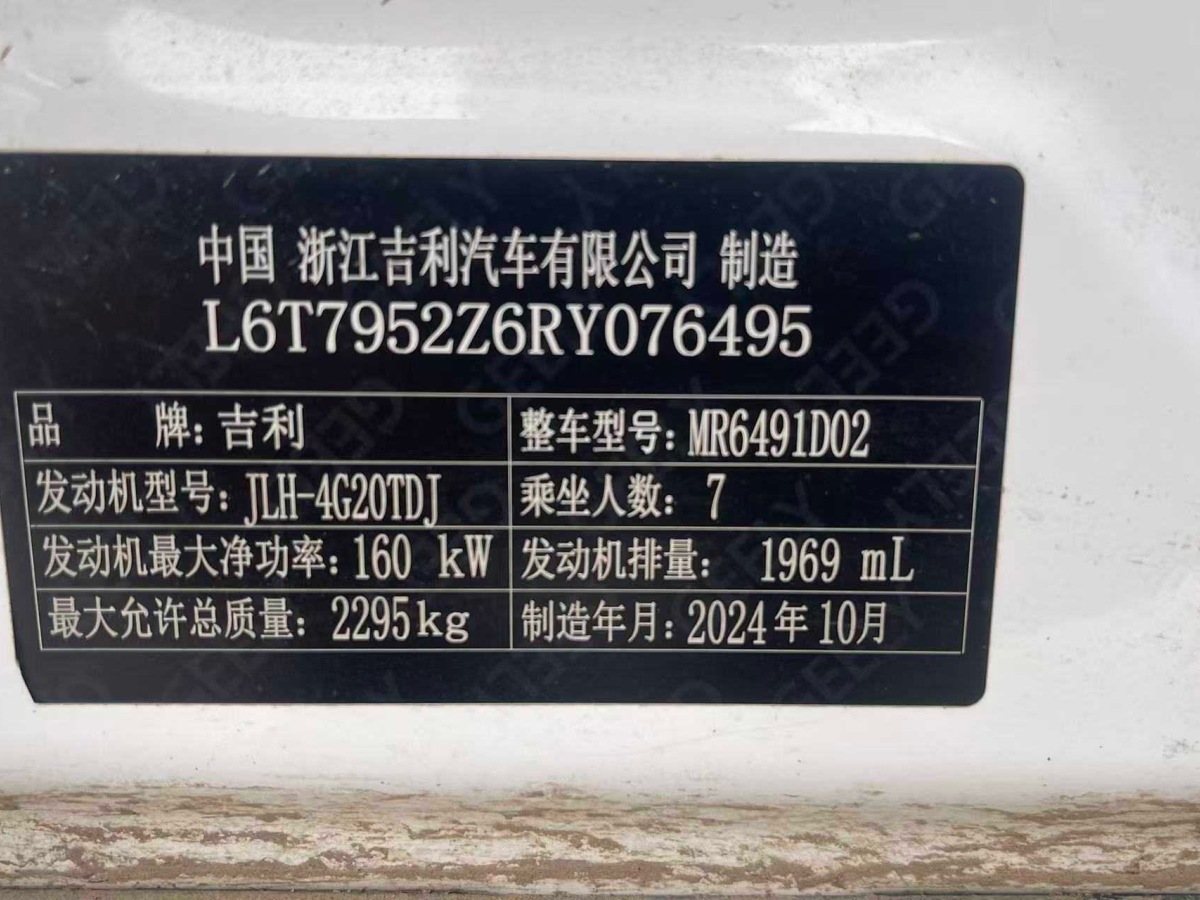 中国 浙江吉利汽车有限公司 制造
L6T7952Z6RY076495
品 牌: 吉利 整车型号: MR6491D02
发动机型号: JLH-4G20TDJ 乘坐人数: 7
发动机最大净功率: 160 kW 发动机排量: 1969 mL
最大允许总质量: 2295kg 制造年月: 2024年10月